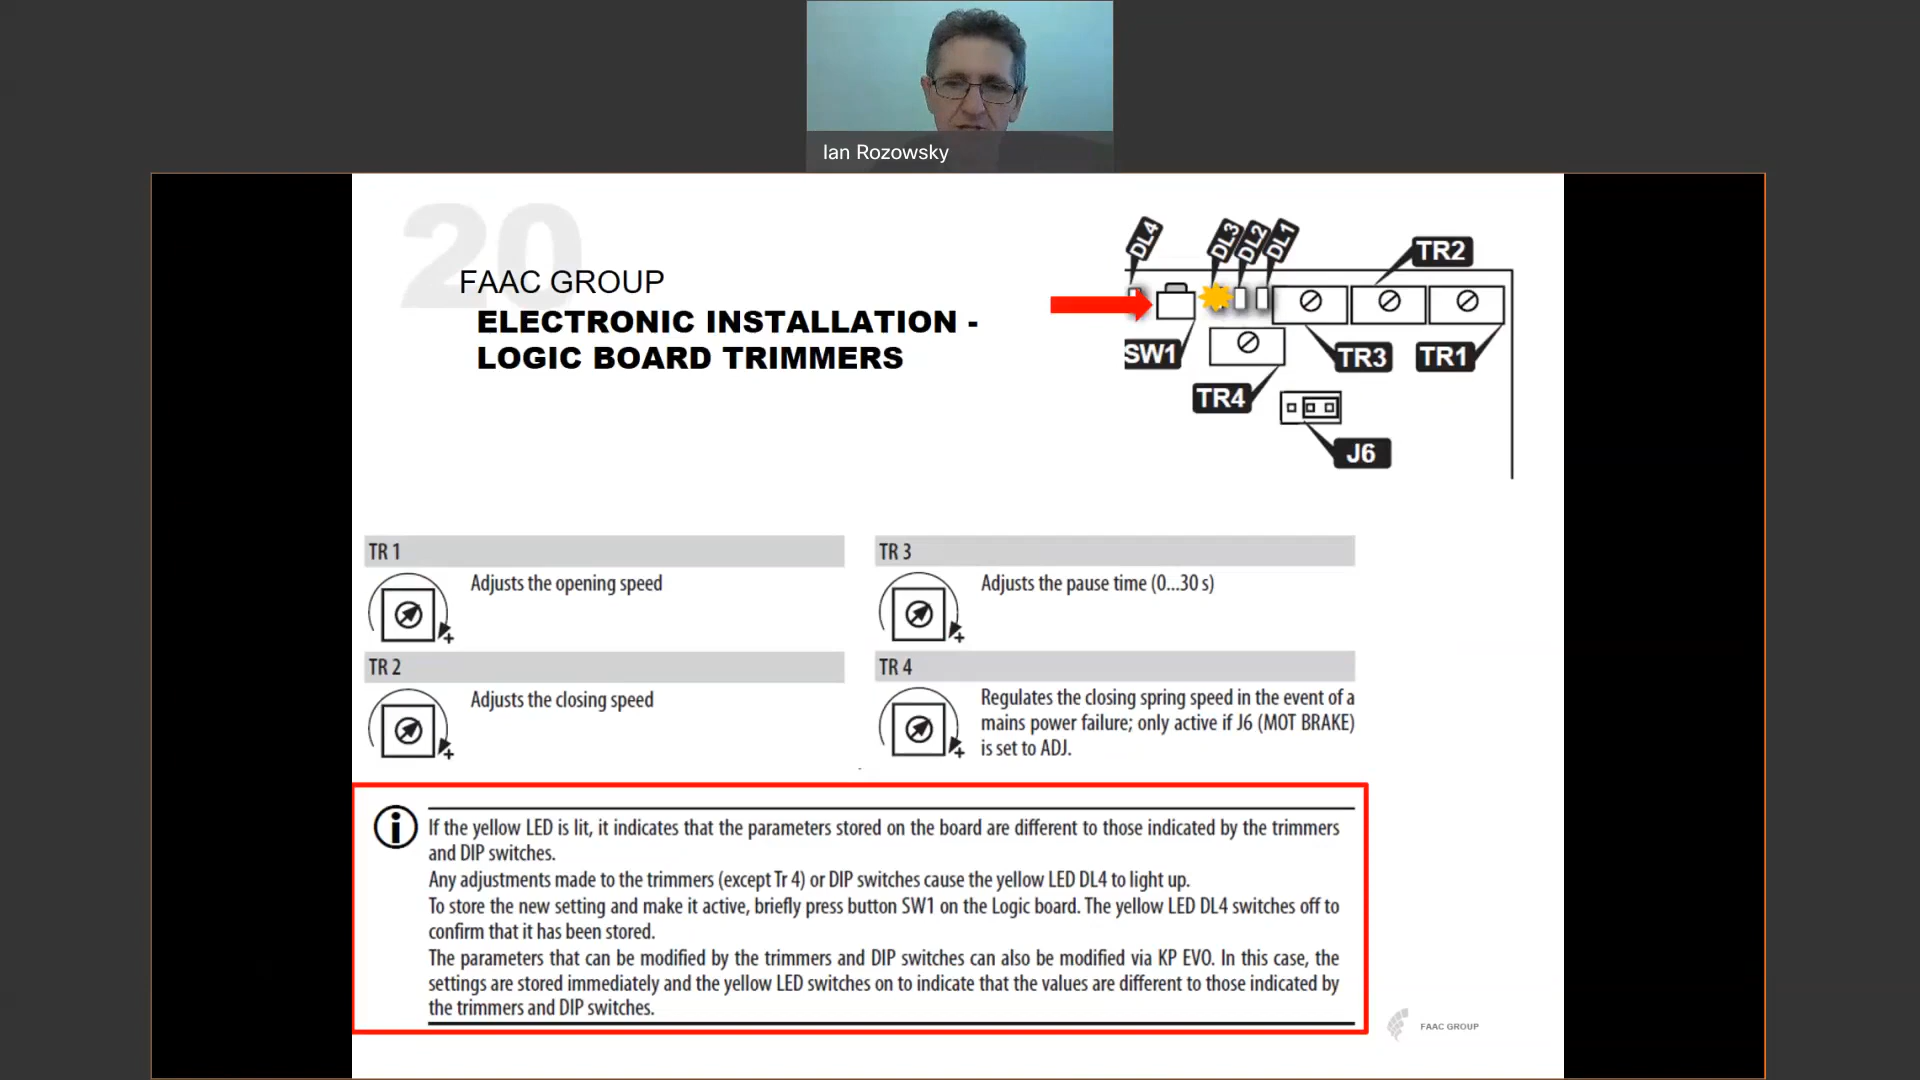 Ian Rozowsky
20
FAAC GROUP
ELECTRONIC INSTALLATION -
LOGIC BOARD TRIMMERS
DL4
DL3
DL2
DL1
TR2
SW1
TR3
TR1
TR4
J6
TR 1
Adjusts the opening speed
+
TR 2
Adjusts the closing speed
+
TR 3
Adjusts the pause time (0...30 s)
+
TR 4
Regulates the closing spring speed in the event of a
mains power failure; only active if J6 (MOT BRAKE)
is set to ADJ.
+
i
If the yellow LED is lit, it indicates that the parameters stored on the board are different to those indicated by the trimmers
and DIP switches.
Any adjustments made to the trimmers (except Tr 4) or DIP switches cause the yellow LED DL4 to light up.
To store the new setting and make it active, briefly press button SW1 on the Logic board. The yellow LED DL4 switches off to
confirm that it has been stored.
The parameters that can be modified by the trimmers and DIP switches can also be modified via KP EVO. In this case, the
settings are stored immediately and the yellow LED switches on to indicate that the values are different to those indicated by
the trimmers and DIP switches.
FAAC GROUP